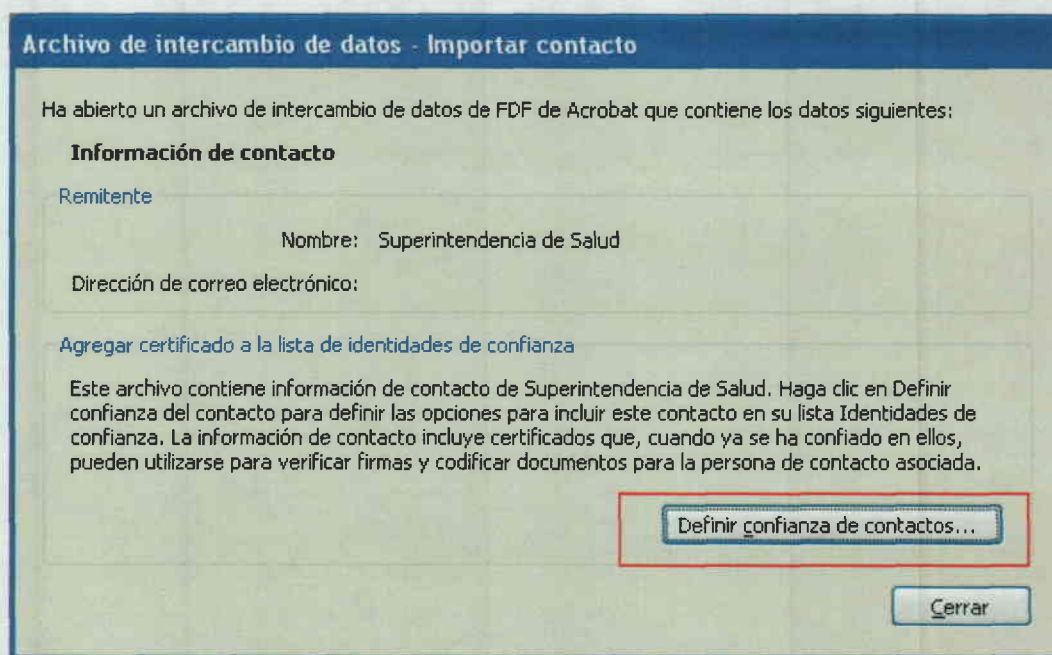 Archivo de intercambio de datos - Importar contacto
Ha abierto un archivo de intercambio de datos de FDF de Acrobat que contiene los datos siguientes:
Información de contacto
Remitente
Nombre: Superintendencia de Salud
Dirección de correo electrónico:
Agregar certificado a la lista de identidades de confianza
Este archivo contiene información de contacto de Superintendencia de Salud. Haga clic en Definir
confianza del contacto para definir las opciones para incluir este contacto en su lista Identidades de
confianza. La información de contacto incluye certificados que, cuando ya se ha confiado en ellos,
pueden utilizarse para verificar firmas y codificar documentos para la persona de contacto asociada.
Definir confianza de contactos...
Cerrar